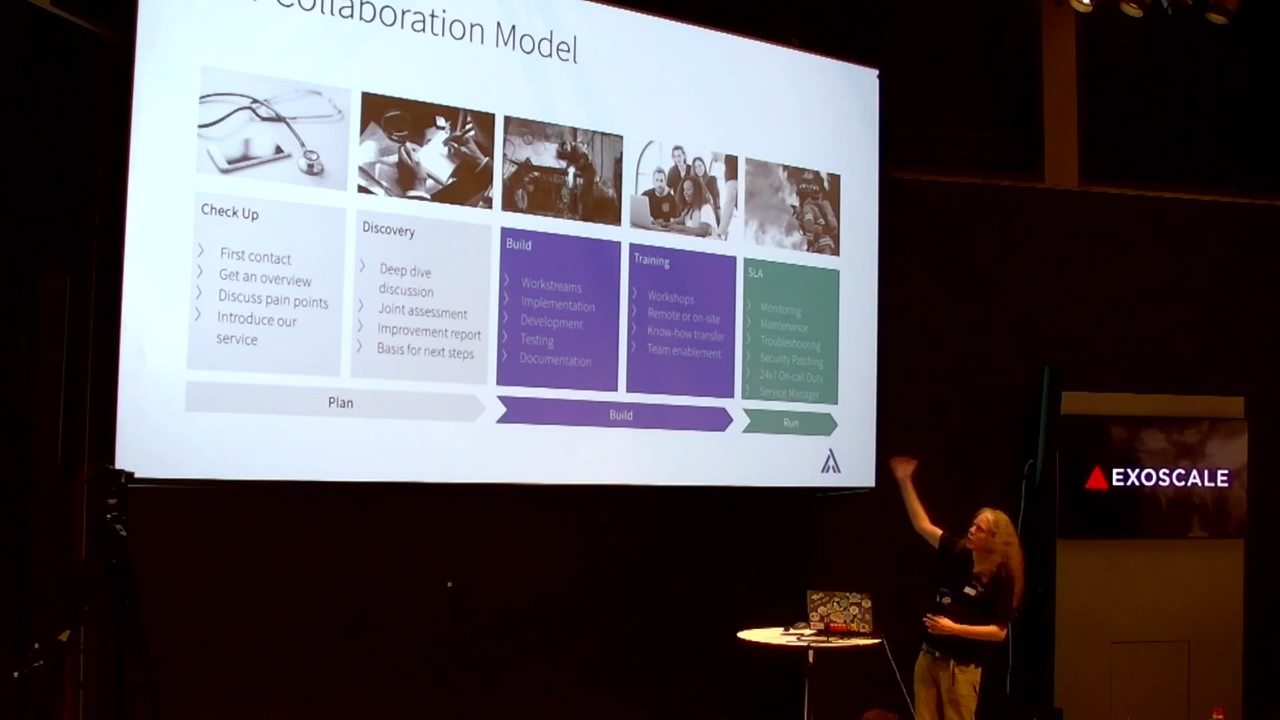 Collaboration Model
Check Up
First contact
Get an overview
Discuss pain points
Introduce our
service
Discovery
Deep dive
discussion
Joint assessment
Improvement report
Basis for next steps
Build
Workstreams
Implementation
Development
Testing
Documentation
Training
Workshops
Remote or on-site
Know-how transfer
Team enablement
SLA
Monitoring
Maintenance
Troubleshooting
Security Patching
24x7 On-call Duty
Service Manager
Plan
Build
Run
EXOSCALE